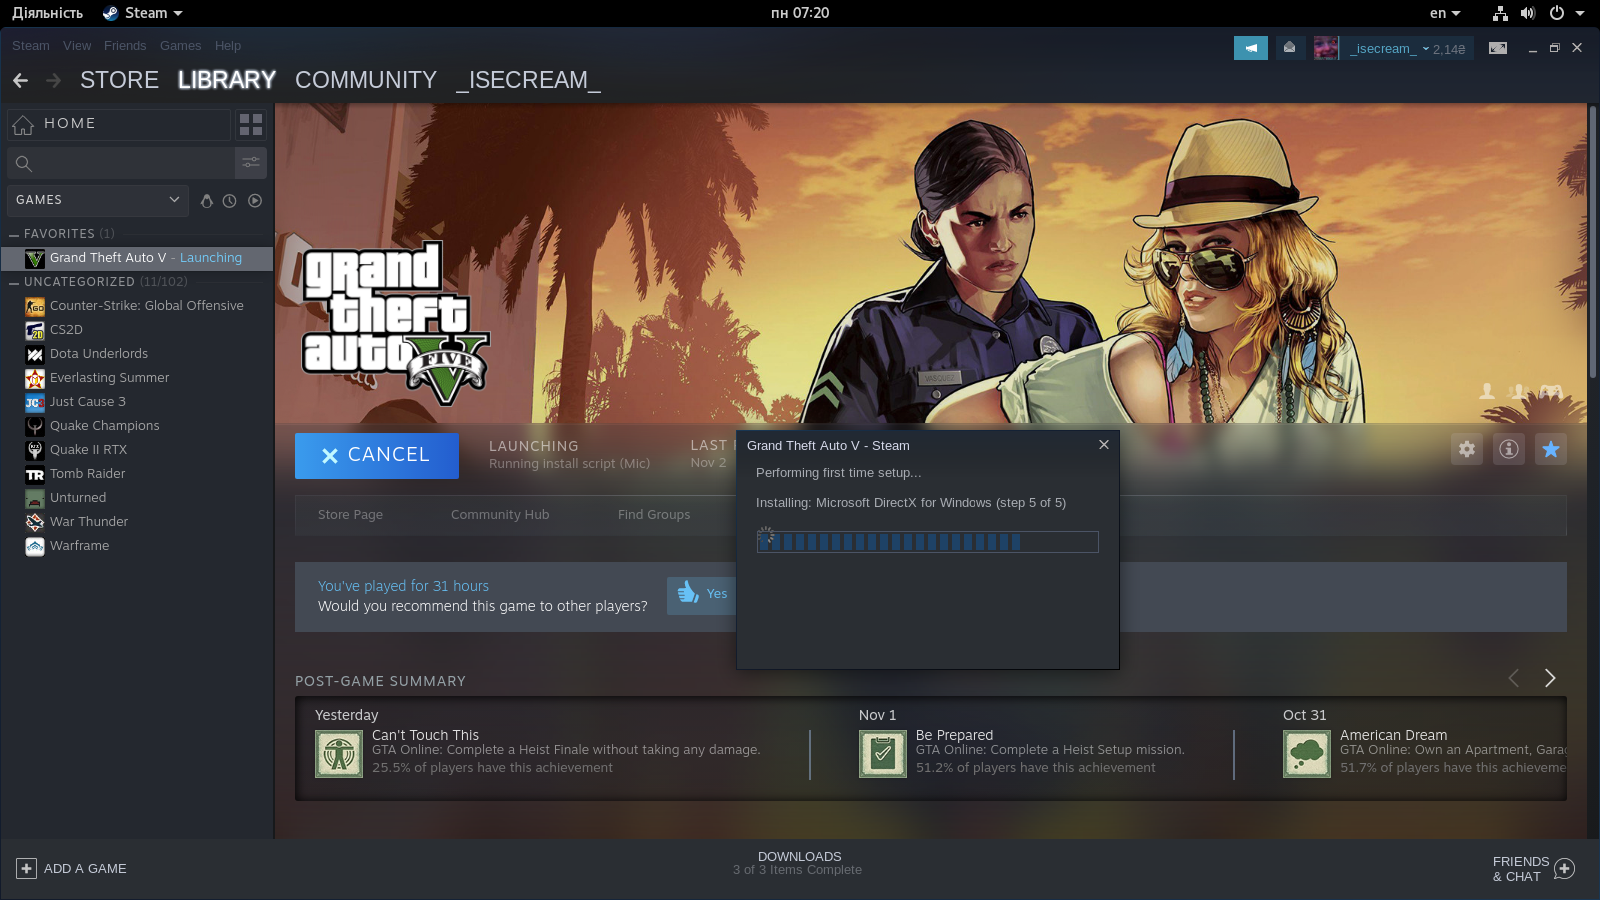 Діяльність
Steam
пн 07:20
en
Steam View Friends Games Help
_isecream_ 2,14₴
STORE LIBRARY COMMUNITY _ISECREAM_
HOME
GAMES
FAVORITES (1)
Grand Theft Auto V - Launching
UNCATEGORIZED (11/102)
Counter-Strike: Global Offensive
CS2D
Dota Underlords
Everlasting Summer
Just Cause 3
Quake Champions
Quake II RTX
Tomb Raider
Unturned
War Thunder
Warframe
grand
theft
auto
FIVE
VASQUEZ
CANCEL
LAUNCHING
Running install script (Mic)
LAST
Nov 2
Store Page
Community Hub
Find Groups
You've played for 31 hours
Would you recommend this game to other players?
Yes
Grand Theft Auto V - Steam
Performing first time setup...
Installing: Microsoft DirectX for Windows (step 5 of 5)
POST-GAME SUMMARY
Yesterday
Can't Touch This
GTA Online: Complete a Heist Finale without taking any damage.
25.5% of players have this achievement
Nov 1
Be Prepared
GTA Online: Complete a Heist Setup mission.
51.2% of players have this achievement
Oct 31
American Dream
GTA Online: Own an Apartment, Garag
51.7% of players have this achieveme
ADD A GAME
DOWNLOADS
3 of 3 Items Complete
FRIENDS
& CHAT